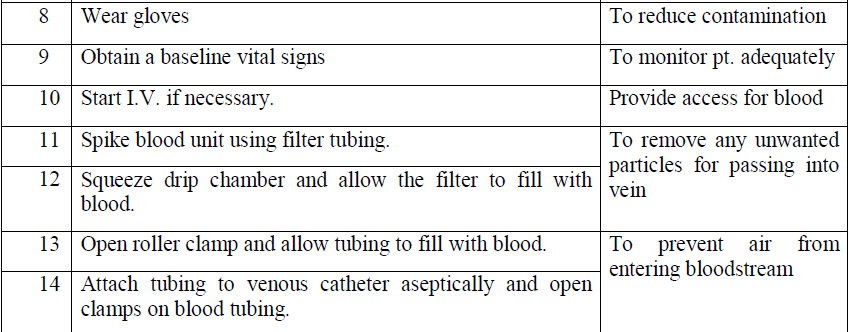 8 Wear gloves To reduce contamination
9 Obtain a baseline vital signs To monitor pt. adequately
10 Start I.V. if necessary. Provide access for blood
11 Spike blood unit using filter tubing. To remove any unwanted
particles for passing into
12 Squeeze drip chamber and allow the filter to fill with
vein
blood.
13 Open roller clamp and allow tubing to fill with blood. To prevent air from
entering bloodstream
14 Attach tubing to venous catheter aseptically and open
clamps on blood tubing.